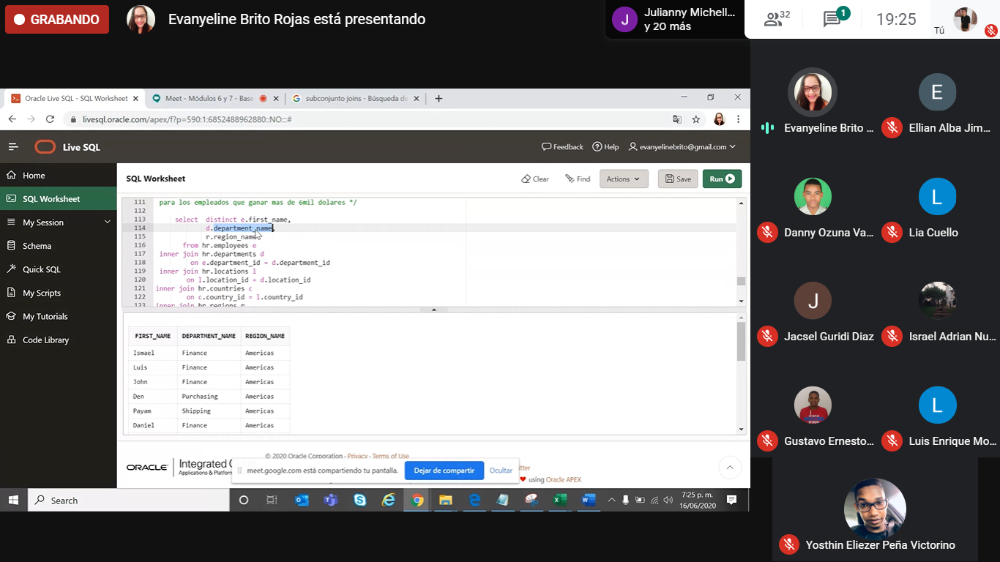 GRABANDO
Evanyeline Brito Rojas está presentando
J
Julianny Michell...
y 20 más
32
1
19:25
Tú
Oracle Live SQL - SQL Worksheet
Meet - Módulos 6 y 7 - Base
subconjunto joins - Búsqueda de
livesql.oracle.com/apex/f?p=590:1:6852488962880::NO:::#
Live SQL
Feedback
Help
evanyelinebrito@gmail.com
Home
SQL Worksheet
My Session
Schema
Quick SQL
My Scripts
My Tutorials
Code Library
SQL Worksheet
Clear
Find
Actions
Save
Run
111 para los empleados que ganar mas de 6mil dolares */
112
113 select distinct e.first_name,
114 d.department_name,
115 r.region_name
116 from hr.employees e
117 inner join hr.departments d
118 on e.department_id = d.department_id
119 inner join hr.locations l
120 on l.location_id = d.location_id
121 inner join hr.countries c
122 on c.country_id = l.country_id
123 inner join hr.regions r
FIRST_NAME DEPARTMENT_NAME REGION_NAME
Ismael Finance Americas
Luis Finance Americas
John Finance Americas
Den Purchasing Americas
Payam Shipping Americas
Daniel Finance Americas
© 2020 Oracle Corporation · Privacy · Terms of Use
ORACLE
Integrated
Applications & Platform
meet.google.com está compartiendo tu pantalla.
Dejar de compartir
Ocultar
using Oracle APEX
Search
7:25 p. m.
16/06/2020
Evanyeline Brito ...
E
Ellian Alba Jim...
Danny Ozuna Va...
L
Lia Cuello
J
Jacsel Guridi Diaz
Israel Adrian Nu...
Gustavo Ernesto...
L
Luis Enrique Mo...
Yosthin Eliezer Peña Victorino